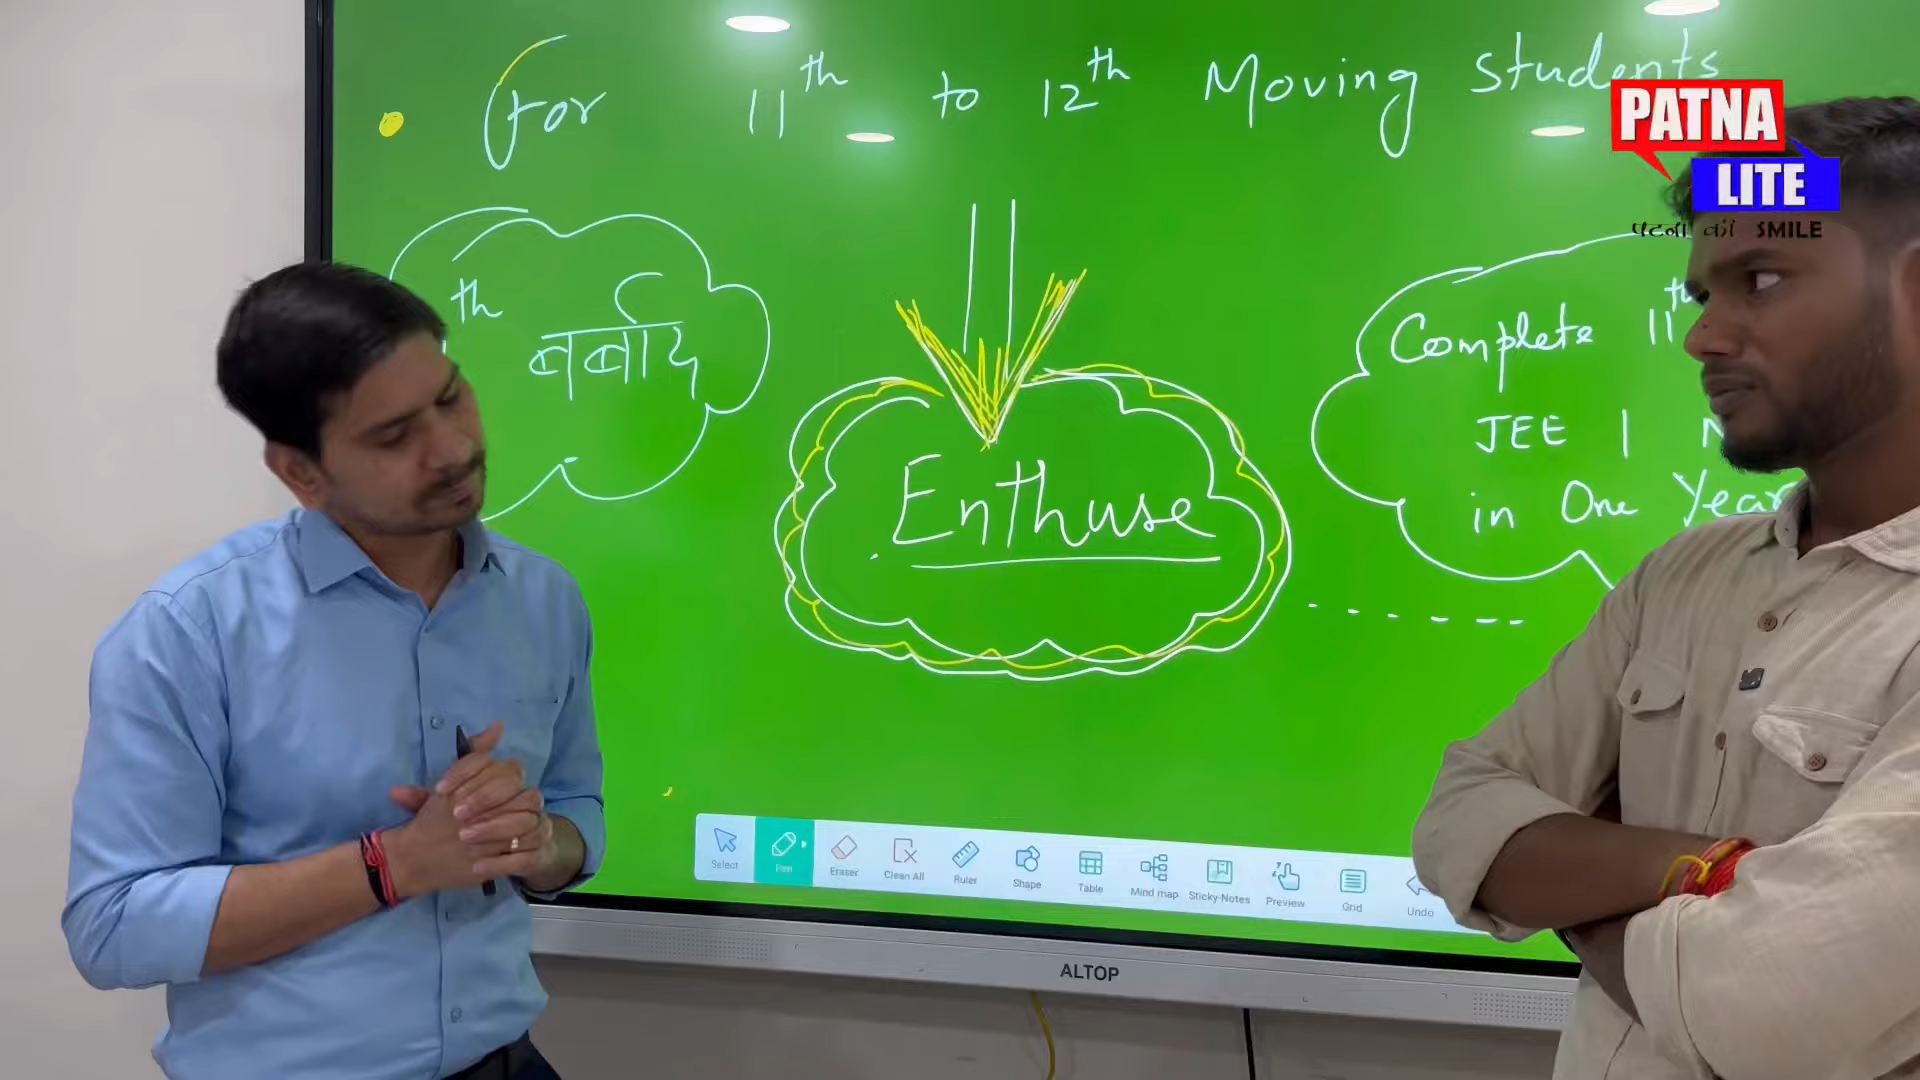 For 11th to 12th Moving Students
PATNA
LITE
पटना की SMILE
th बर्बाद
Enthuse
Complete 11th
JEE |
in One Year
Select
Pen
Eraser
Clean All
Ruler
Shape
Table
Mind map
Sticky-Notes
Preview
Grid
Undo
ALTOP